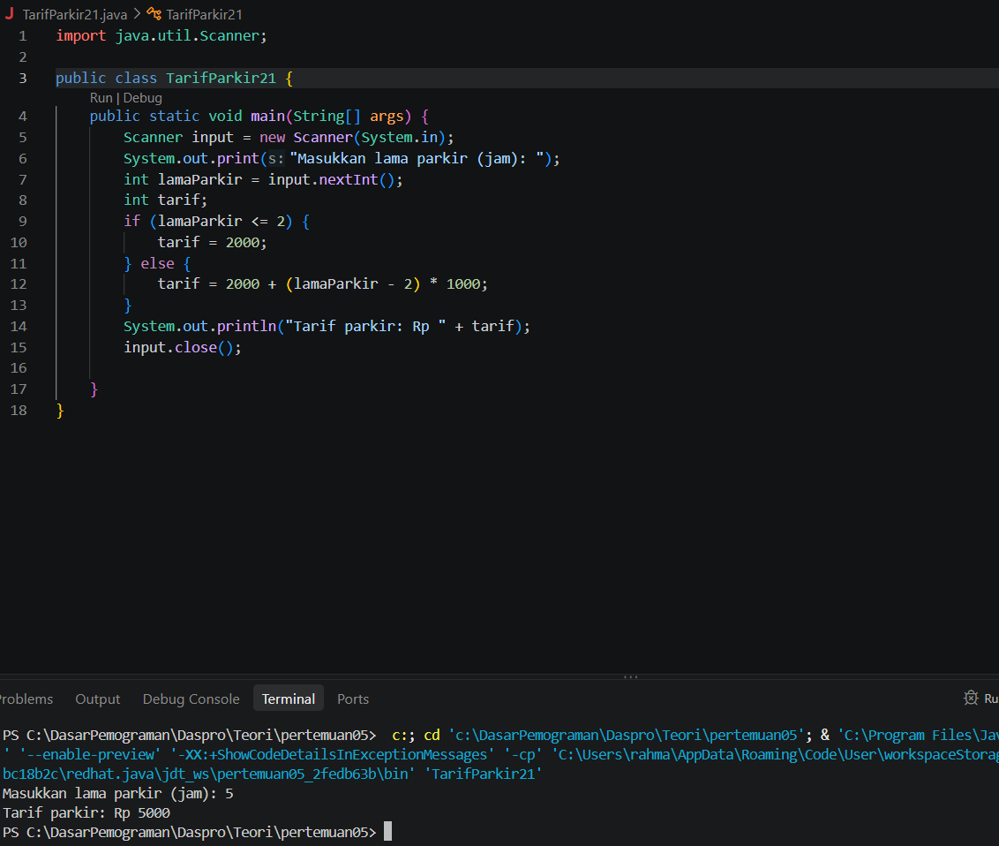 J TarifParkir21.java > TarifParkir21
1 import java.util.Scanner;
2
3 public class TarifParkir21 {
Run | Debug
4 public static void main(String[] args) {
5 Scanner input = new Scanner(System.in);
6 System.out.print(s: "Masukkan lama parkir (jam): ");
7 int lamaParkir = input.nextInt();
8 int tarif;
9 if (lamaParkir <= 2) {
10 tarif = 2000;
11 } else {
12 tarif = 2000 + (lamaParkir - 2) * 1000;
13 }
14 System.out.println("Tarif parkir: Rp " + tarif);
15 input.close();
16
17 }
18 }
roblems Output Debug Console Terminal Ports Ru
PS C:\DasarPemograman\Daspro\Teori\pertemuan05> c:; cd 'c:\DasarPemograman\Daspro\Teori\pertemuan05'; & 'C:\Program Files\Jav
' '--enable-preview' '-XX:+ShowCodeDetailsInExceptionMessages' '-cp' 'C:\Users\rahma\AppData\Roaming\Code\User\workspaceStorag
bc18b2c\redhat.java\jdt_ws\pertemuan05_2fedb63b\bin' 'TarifParkir21'
Masukkan lama parkir (jam): 5
Tarif parkir: Rp 5000
PS C:\DasarPemograman\Daspro\Teori\pertemuan05>